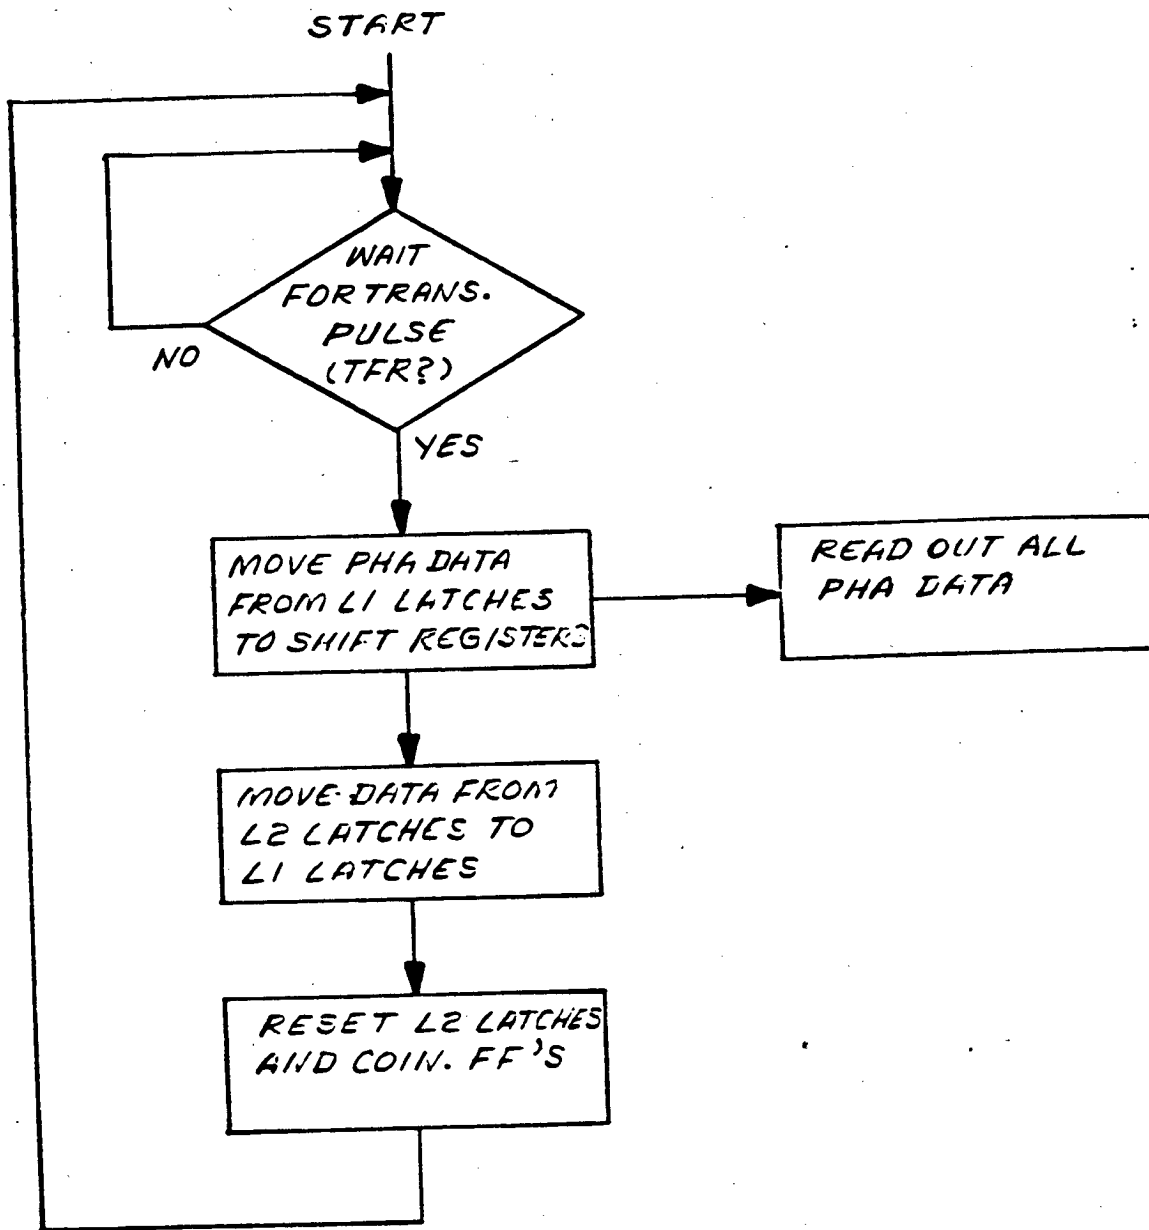 START
WAIT
FOR TRANS.
PULSE
(TFR?)
NO
YES
MOVE PHA DATA
FROM L1 LATCHES
TO SHIFT REGISTERS
READ OUT ALL
PHA DATA
MOVE DATA FROM
L2 LATCHES TO
L1 LATCHES
RESET L2 LATCHES
AND COIN. FF'S